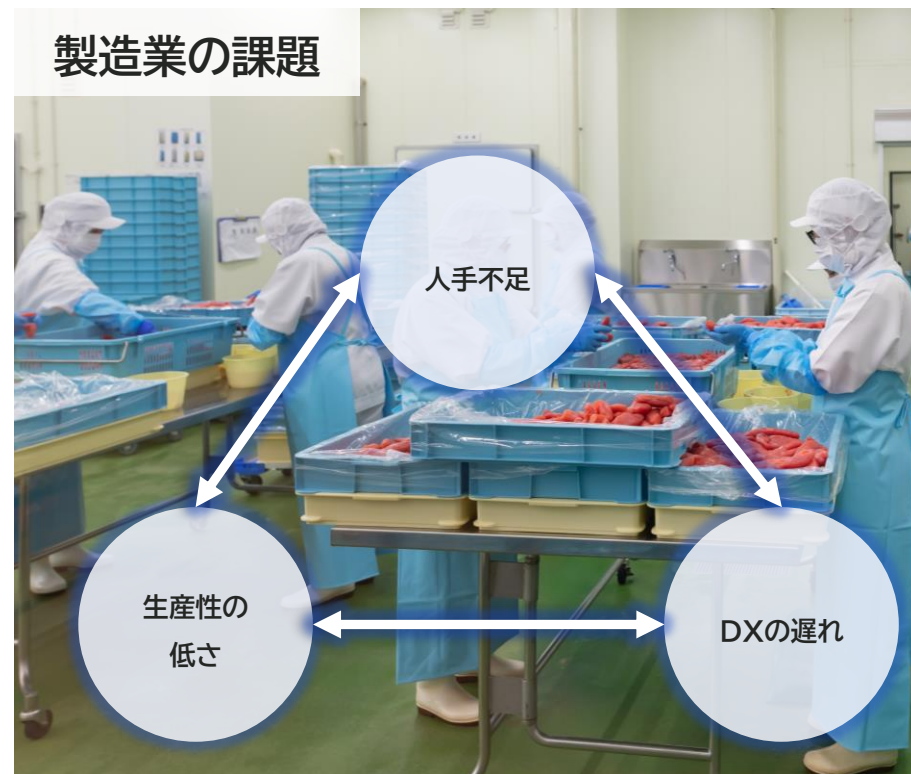 製造業の課題
人手不足
生産性の
低さ
DXの遅れ